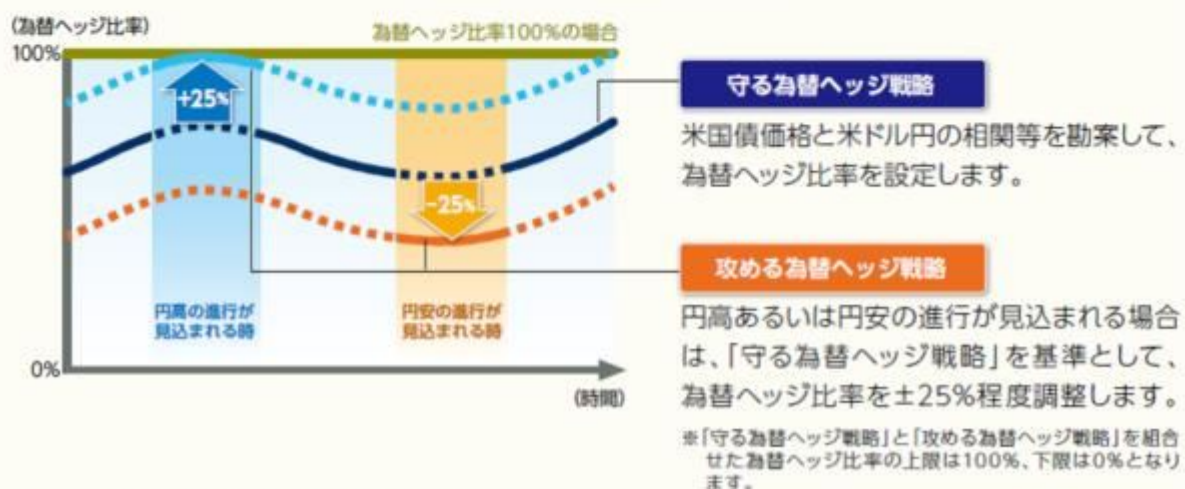 (為替ヘッジ比率)
為替ヘッジ比率100%の場合
100%
+25%
-25%
円高の進行が
見込まれる時
円安の進行が
見込まれる時
0%
(時間)
守る為替ヘッジ戦略
米国債価格と米ドル円の相関等を勘案して、
為替ヘッジ比率を設定します。
攻める為替ヘッジ戦略
円高あるいは円安の進行が見込まれる場合
は、「守る為替ヘッジ戦略」を基準として、
為替ヘッジ比率を±25%程度調整します。
※「守る為替ヘッジ戦略」と「攻める為替ヘッジ戦略」を組合
せた為替ヘッジ比率の上限は100%、下限は0%となり
ます。